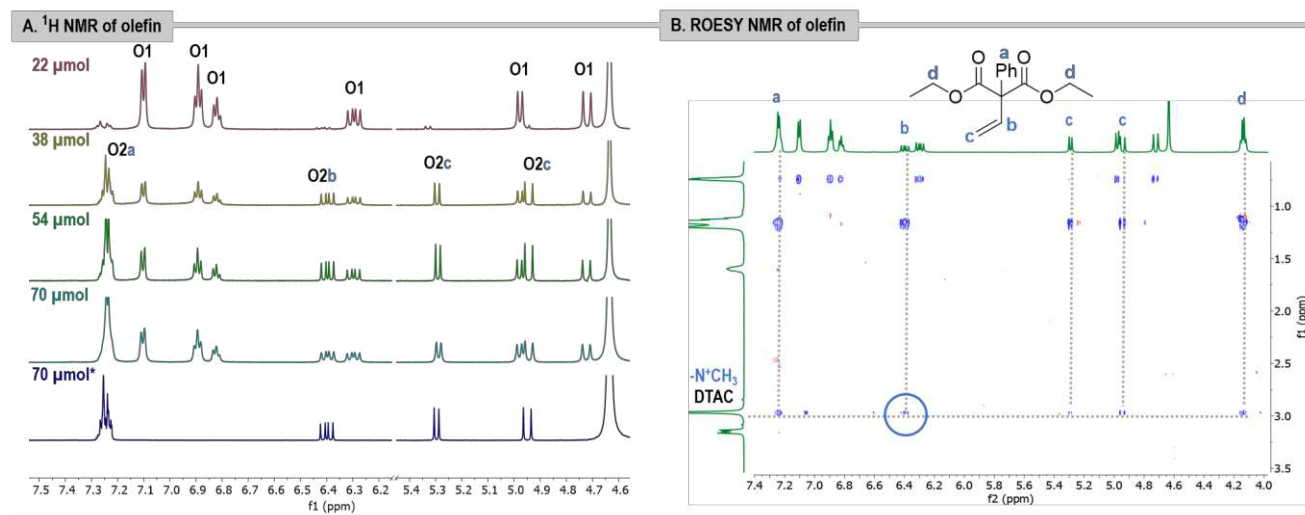 A. ¹H NMR of olefin
22 μmol
O1
O1
O1
O1
O1
O1
38 μmol
O2a
O2b
O2c
O2c
54 μmol
70 μmol
70 μmol*
7.5 7.4 7.3 7.2 7.1 7.0 6.9 6.8 6.7 6.6 6.5 6.4 6.3 6.2 5.4 5.3 5.2 5.1 5.0 4.9 4.8 4.7 4.6
f1 (ppm)
B. ROESY NMR of olefin
a
d O O Ph O O d
c b
a b c c d
-N⁺CH₃
DTAC
1.0
1.5
2.0
2.5
3.0
3.5
f1 (ppm)
7.4 7.2 7.0 6.8 6.6 6.4 6.2 6.0 5.8 5.6 5.4 5.2 5.0 4.8 4.6 4.4 4.2 4.0
f2 (ppm)